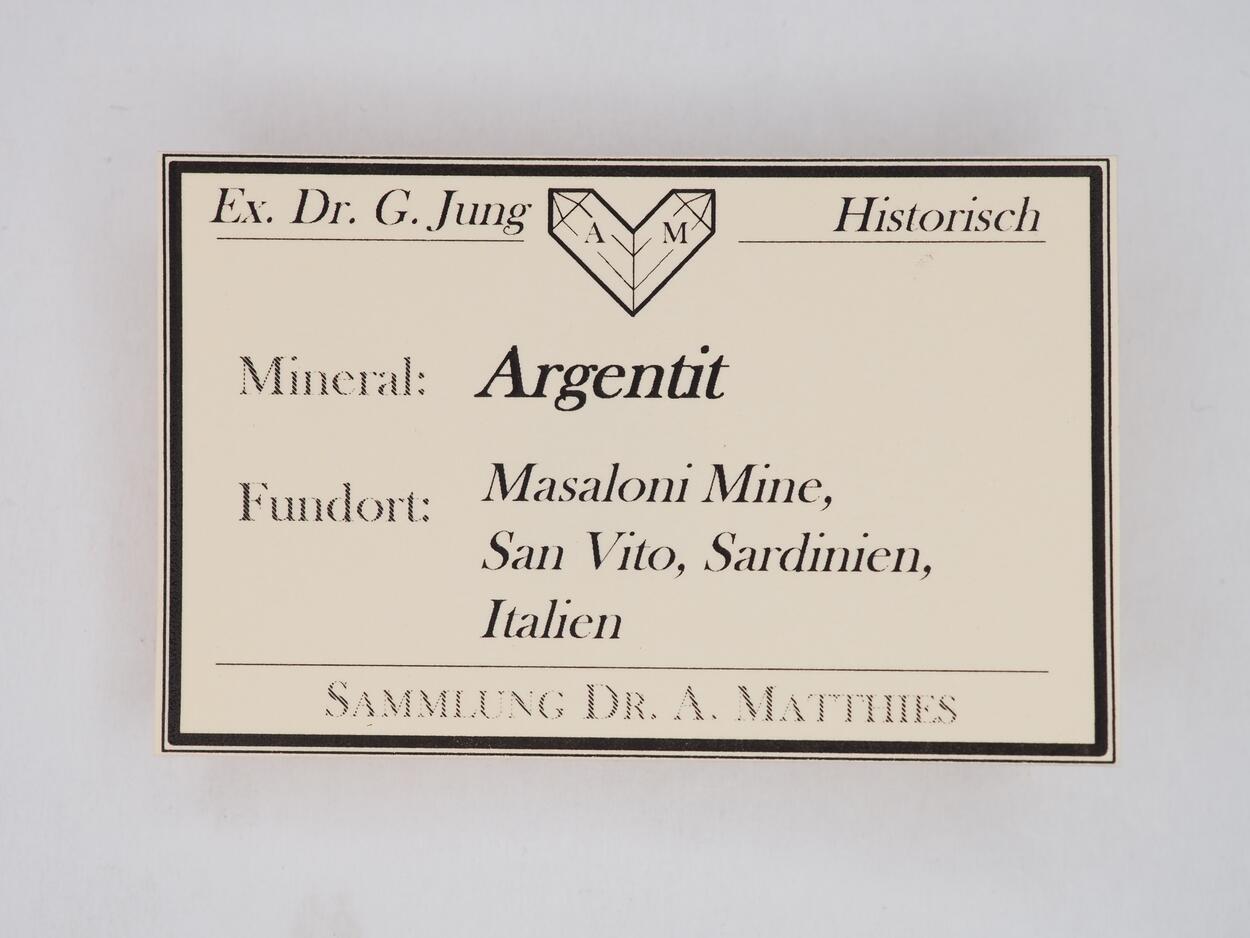 Ex. Dr. G. Jung
A M
Historisch
Mineral: Argentit
Fundort: Masaloni Mine,
San Vito, Sardinien,
Italien
SAMMLUNG DR. A. MATTHIES